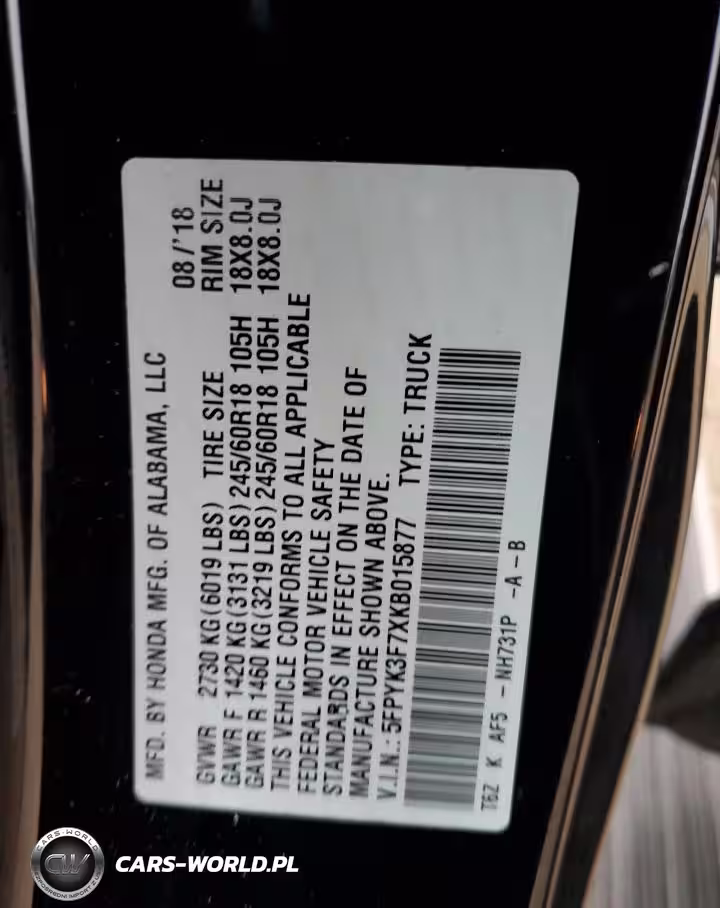 MFD. BY HONDA MFG. OF ALABAMA, LLC
08/'18
GVWR 2730 KG(6019 LBS) TIRE SIZE RIM SIZE
GAWR F 1420 KG(3131 LBS)245/60R18 105H 18X8.0J
GAWR R 1460 KG(3219 LBS)245/60R18 105H 18X8.0J
THIS VEHICLE CONFORMS TO ALL APPLICABLE
FEDERAL MOTOR VEHICLE SAFETY
STANDARDS IN EFFECT ON THE DATE OF
MANUFACTURE SHOWN ABOVE.
V.I.N.: 5FPYK3F7XKB015877 TYPE: TRUCK
T6Z K AF5 -NH731P -A-B
CARS-WORLD
CW
CARS-WORLD.PL